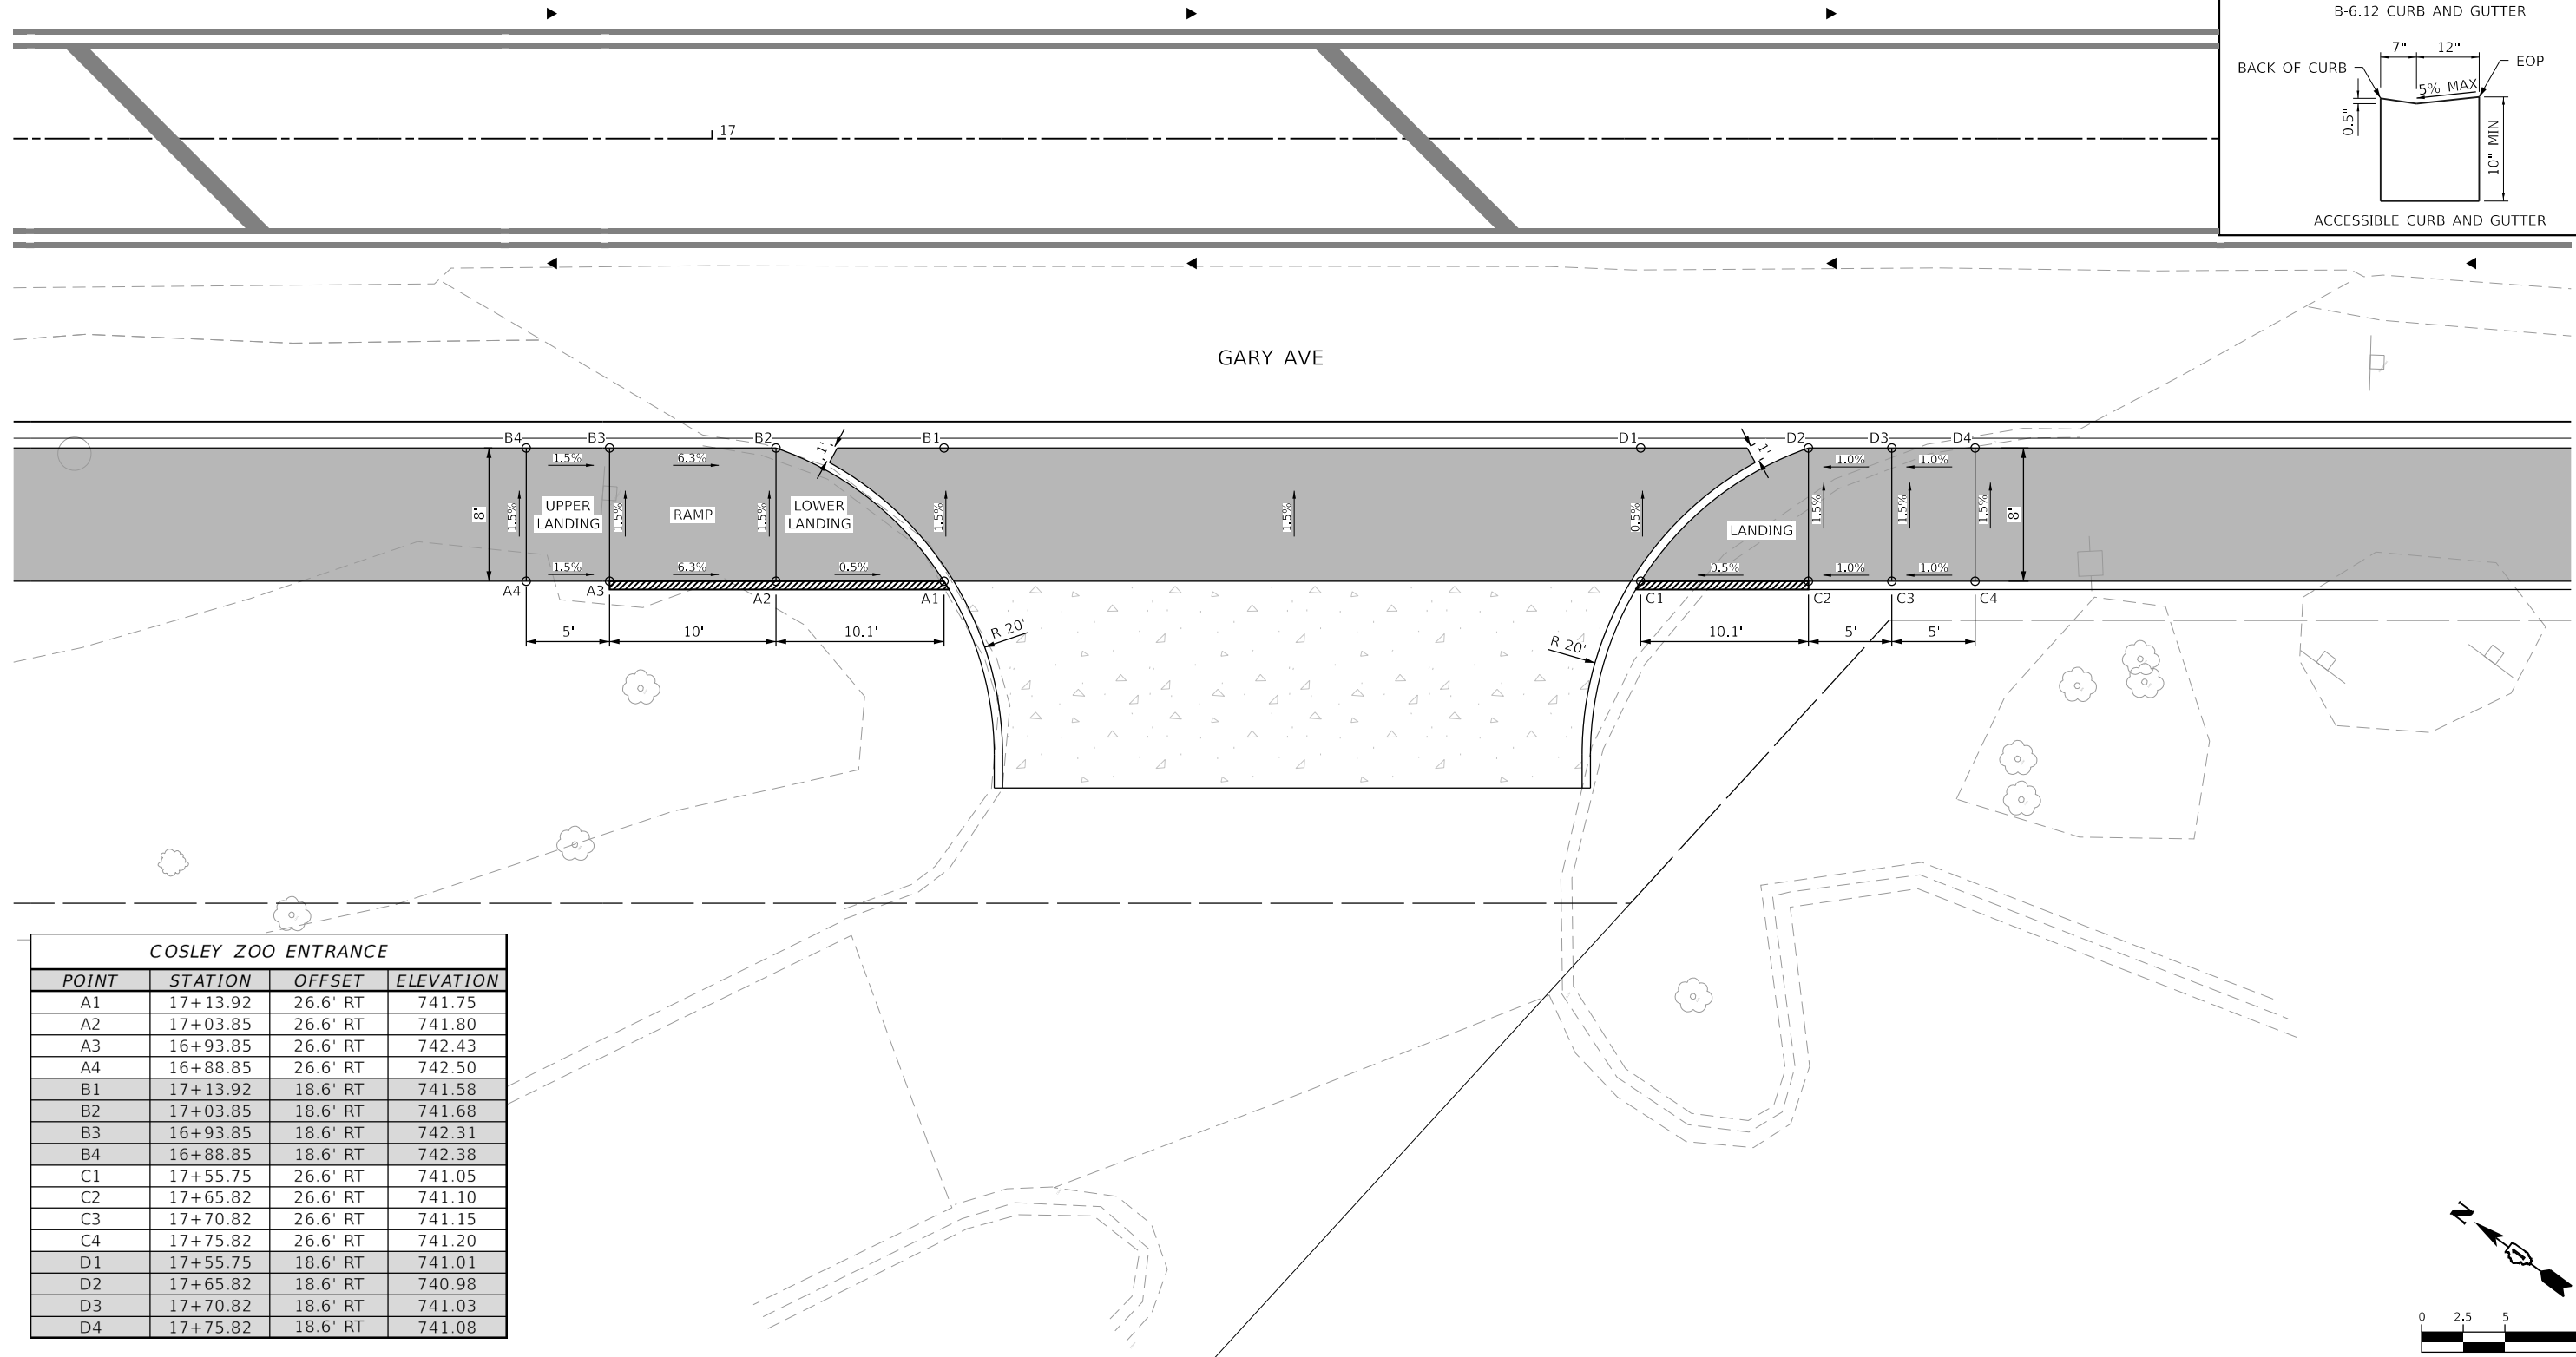 B-6.12 CURB AND GUTTER
7" 12"
BACK OF CURB
EOP
5% MAX
0.5"
10" MIN
ACCESSIBLE CURB AND GUTTER
17
GARY AVE
B4 B3 B2 B1 D1 D2 D3 D4
1' 1'
1.5% 6.3% 1.0% 1.0%
8' 1.5% UPPER LANDING 1.5% RAMP 1.5% LOWER LANDING 1.5% 1.5% 0.5% LANDING 1.5% 1.5% 1.5% 8'
1.5% 6.3% 0.5% 0.5% 1.0% 1.0%
A4 A3 A2 A1 C1 C2 C3 C4
5' 10' 10.1' R 20' R 20' 10.1' 5' 5'
COSLEY ZOO ENTRANCE
POINT STATION OFFSET ELEVATION
A1 17+13.92 26.6' RT 741.75
A2 17+03.85 26.6' RT 741.80
A3 16+93.85 26.6' RT 742.43
A4 16+88.85 26.6' RT 742.50
B1 17+13.92 18.6' RT 741.58
B2 17+03.85 18.6' RT 741.68
B3 16+93.85 18.6' RT 742.31
B4 16+88.85 18.6' RT 742.38
C1 17+55.75 26.6' RT 741.05
C2 17+65.82 26.6' RT 741.10
C3 17+70.82 26.6' RT 741.15
C4 17+75.82 26.6' RT 741.20
D1 17+55.75 18.6' RT 741.01
D2 17+65.82 18.6' RT 740.98
D3 17+70.82 18.6' RT 741.03
D4 17+75.82 18.6' RT 741.08
N
0 2.5 5